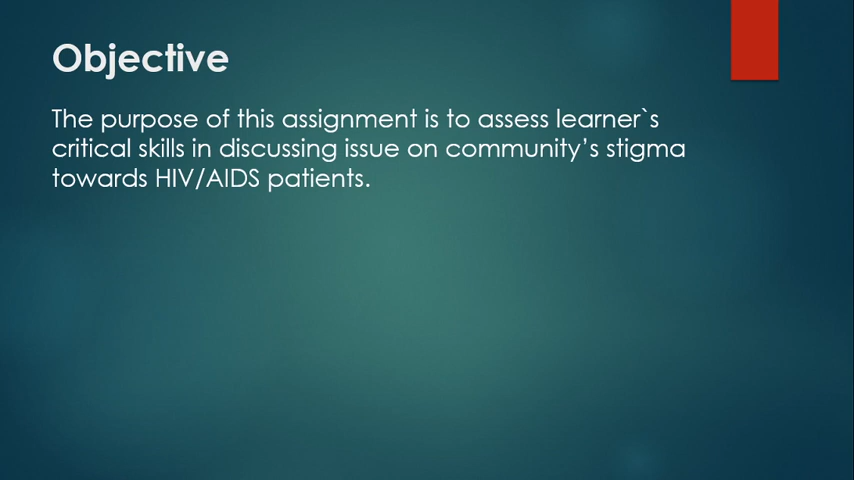 Objective
The purpose of this assignment is to assess learner`s
critical skills in discussing issue on community’s stigma
towards HIV/AIDS patients.